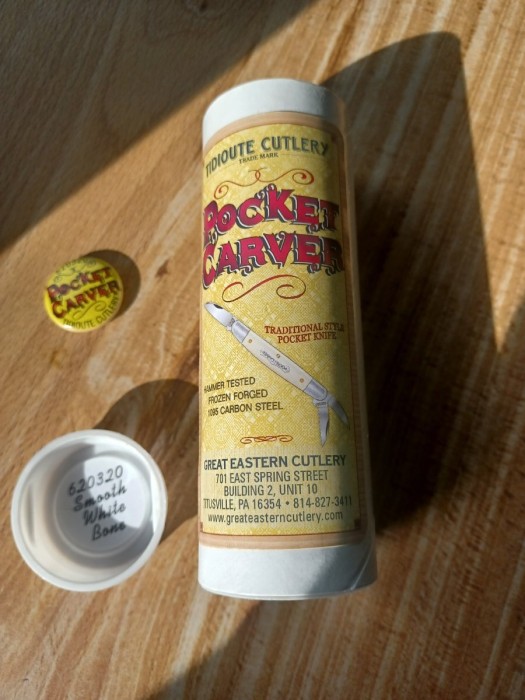 TIDIOUTE CUTLERY
TRADE MARK
POCKET
CARVER
TRADITIONAL STYLE
POCKET KNIFE
HAMMER TESTED
FROZEN FORGED
1095 CARBON STEEL
GREAT EASTERN CUTLERY
701 EAST SPRING STREET
BUILDING 2, UNIT 10
TITUSVILLE, PA 16354 • 814-827-3411
www.greateasterncutlery.com
POCKET
CARVER
TIDIOUTE CUTLERY
620320
Smooth
White
Bone